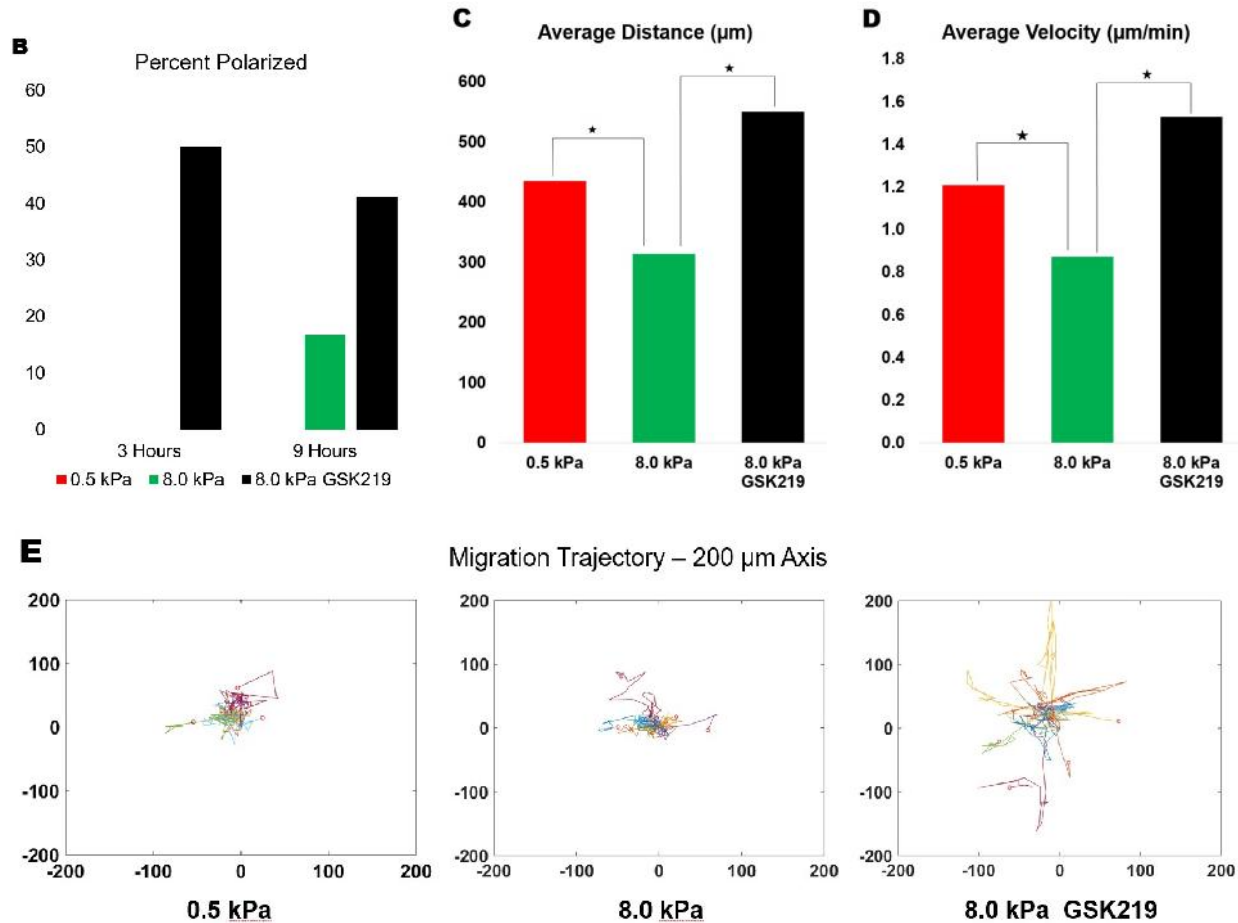 B
Percent Polarized
60
50
40
30
20
10
0
3 Hours 9 Hours
0.5 kPa 8.0 kPa 8.0 kPa GSK219
C
Average Distance (µm)
600
500
400
300
200
100
0
★
★
0.5 kPa 8.0 kPa 8.0 kPa
GSK219
D
Average Velocity (µm/min)
1.8
1.6
1.4
1.2
1.0
0.8
0.6
0.4
0.2
0.0
★
★
0.5 kPa 8.0 kPa 8.0 kPa
GSK219
E
Migration Trajectory – 200 µm Axis
200
100
0
-100
-200
-200 -100 0 100 200
0.5 kPa
200
100
0
-100
-200
-200 -100 0 100 200
8.0 kPa
200
100
0
-100
-200
-200 -100 0 100 200
8.0 kPa GSK219